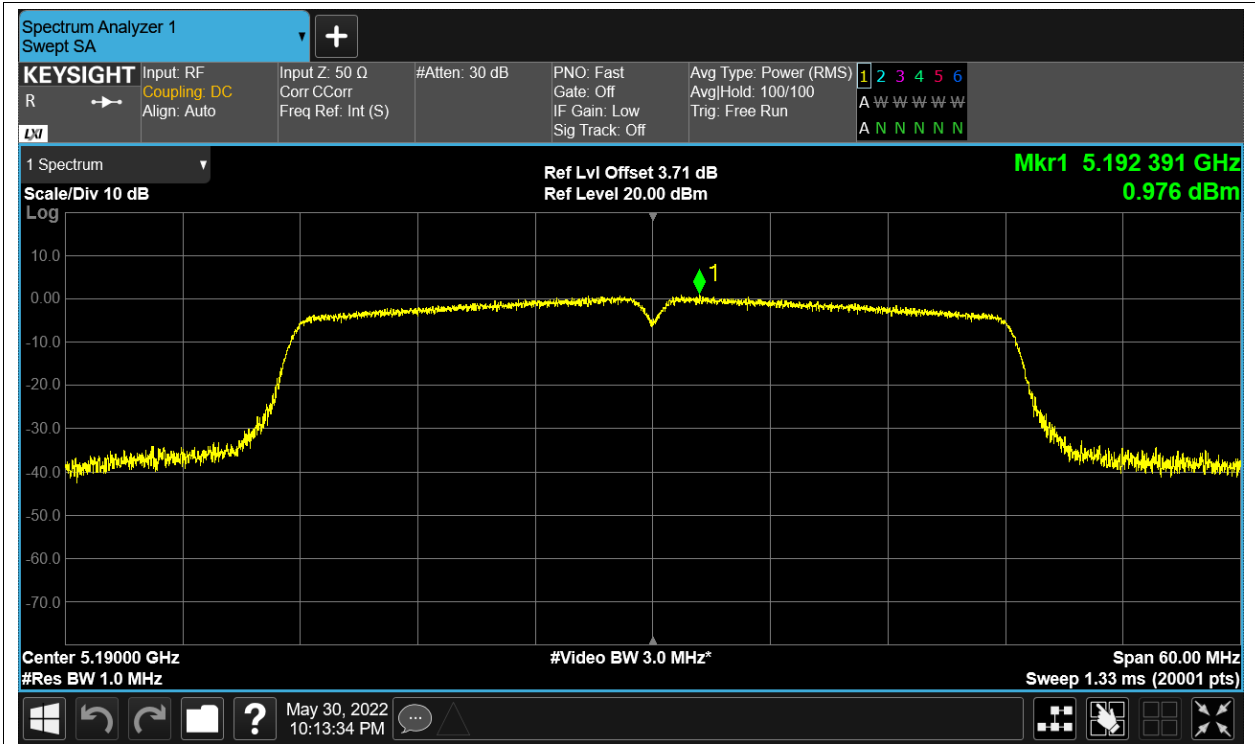 Spectrum Analyzer 1
Swept SA
KEYSIGHT
R
LXI
Input: RF
Coupling: DC
Align: Auto
Input Z: 50 Ω
Corr CCorr
Freq Ref: Int (S)
#Atten: 30 dB
PNO: Fast
Gate: Off
IF Gain: Low
Sig Track: Off
Avg Type: Power (RMS)
Avg|Hold: 100/100
Trig: Free Run
1 2 3 4 5 6
A W W W W W
A N N N N N
1 Spectrum
Scale/Div 10 dB
Log
Ref Lvl Offset 3.71 dB
Ref Level 20.00 dBm
Mkr1 5.192 391 GHz
0.976 dBm
1
10.0
0.00
-10.0
-20.0
-30.0
-40.0
-50.0
-60.0
-70.0
Center 5.19000 GHz
#Res BW 1.0 MHz
#Video BW 3.0 MHz*
Span 60.00 MHz
Sweep 1.33 ms (20001 pts)
?
May 30, 2022
10:13:34 PM